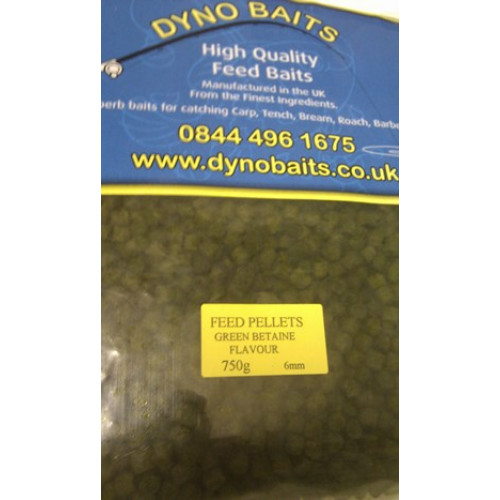 DYNO BAITS
High Quality
Feed Baits
Manufactured in the UK
From the Finest Ingredients.
baits for catching Carp, Tench, Bream, Roach,
0844 496 1675
www.dynobaits.co.uk
FEED PELLETS
GREEN BETAINE
FLAVOUR
750g 6mm